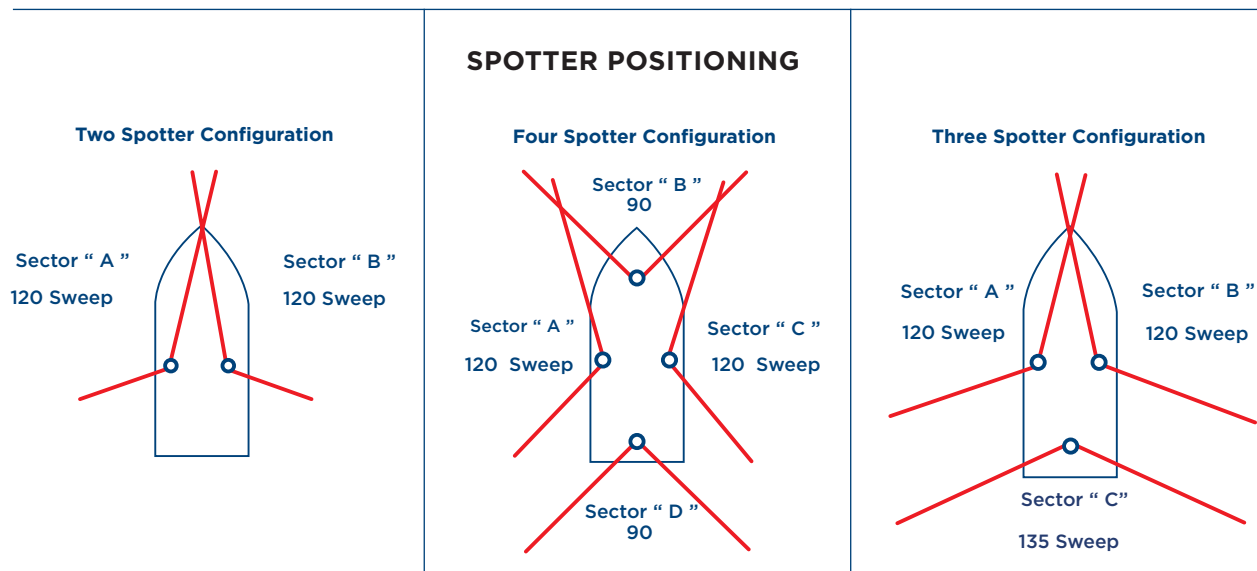 SPOTTER POSITIONING
Two Spotter Configuration
Sector “ A ”
120 Sweep
Sector “ B ”
120 Sweep
Four Spotter Configuration
Sector “ B ”
90
Sector “ A ”
120 Sweep
Sector “ C ”
120 Sweep
Sector “ D ”
90
Three Spotter Configuration
Sector “ A ”
120 Sweep
Sector “ B ”
120 Sweep
Sector “ C”
135 Sweep